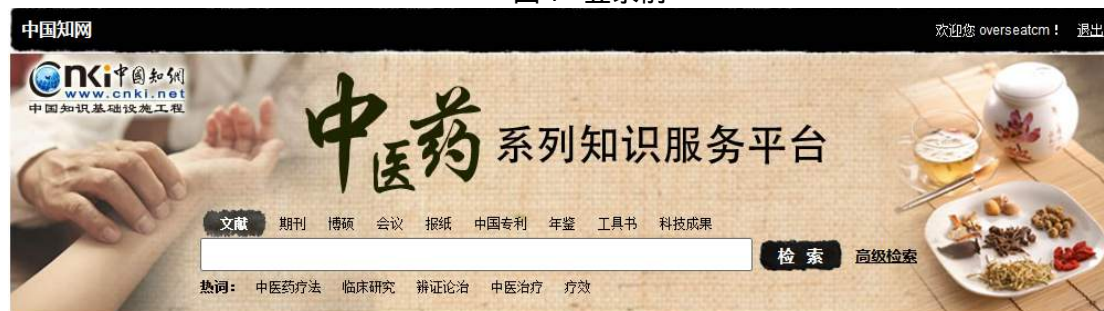 中国知网
欢迎您 overseatcm! 退出
Cnki中国知网
www.cnki.net
中国知识基础设施工程
中医药 系列知识服务平台
文献 期刊 博硕 会议 报纸 中国专利 年鉴 工具书 科技成果
检 索 高级检索
热词: 中医药疗法 临床研究 辨证论治 中医治疗 疗效